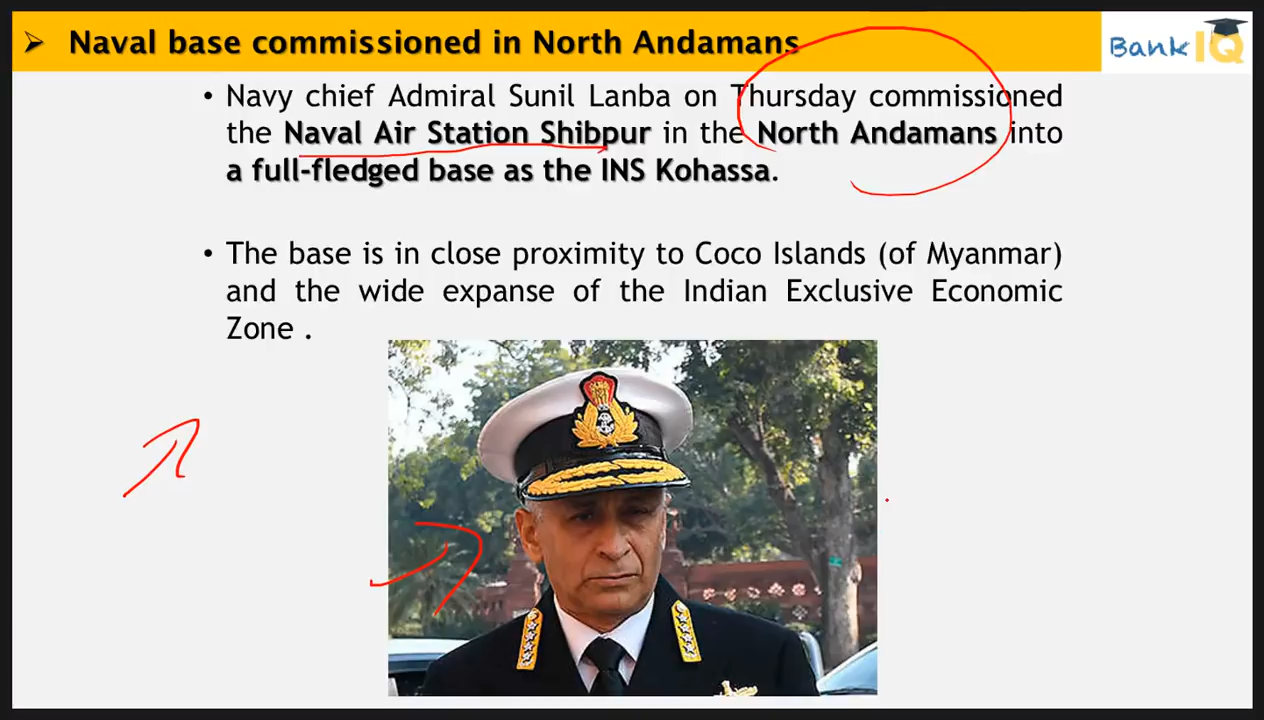 ➢ Naval base commissioned in North Andamans
Bank IQ
• Navy chief Admiral Sunil Lanba on Thursday commissioned
the Naval Air Station Shibpur in the North Andamans into
a full-fledged base as the INS Kohassa.
• The base is in close proximity to Coco Islands (of Myanmar)
and the wide expanse of the Indian Exclusive Economic
Zone .